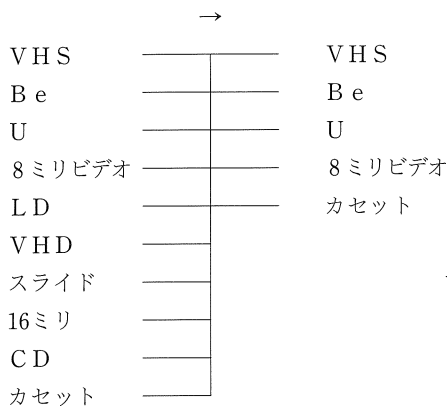 →
VHS VHS
Be Be
U U
8ミリビデオ 8ミリビデオ
LD カセット
VHD
スライド
16ミリ
CD
カセット